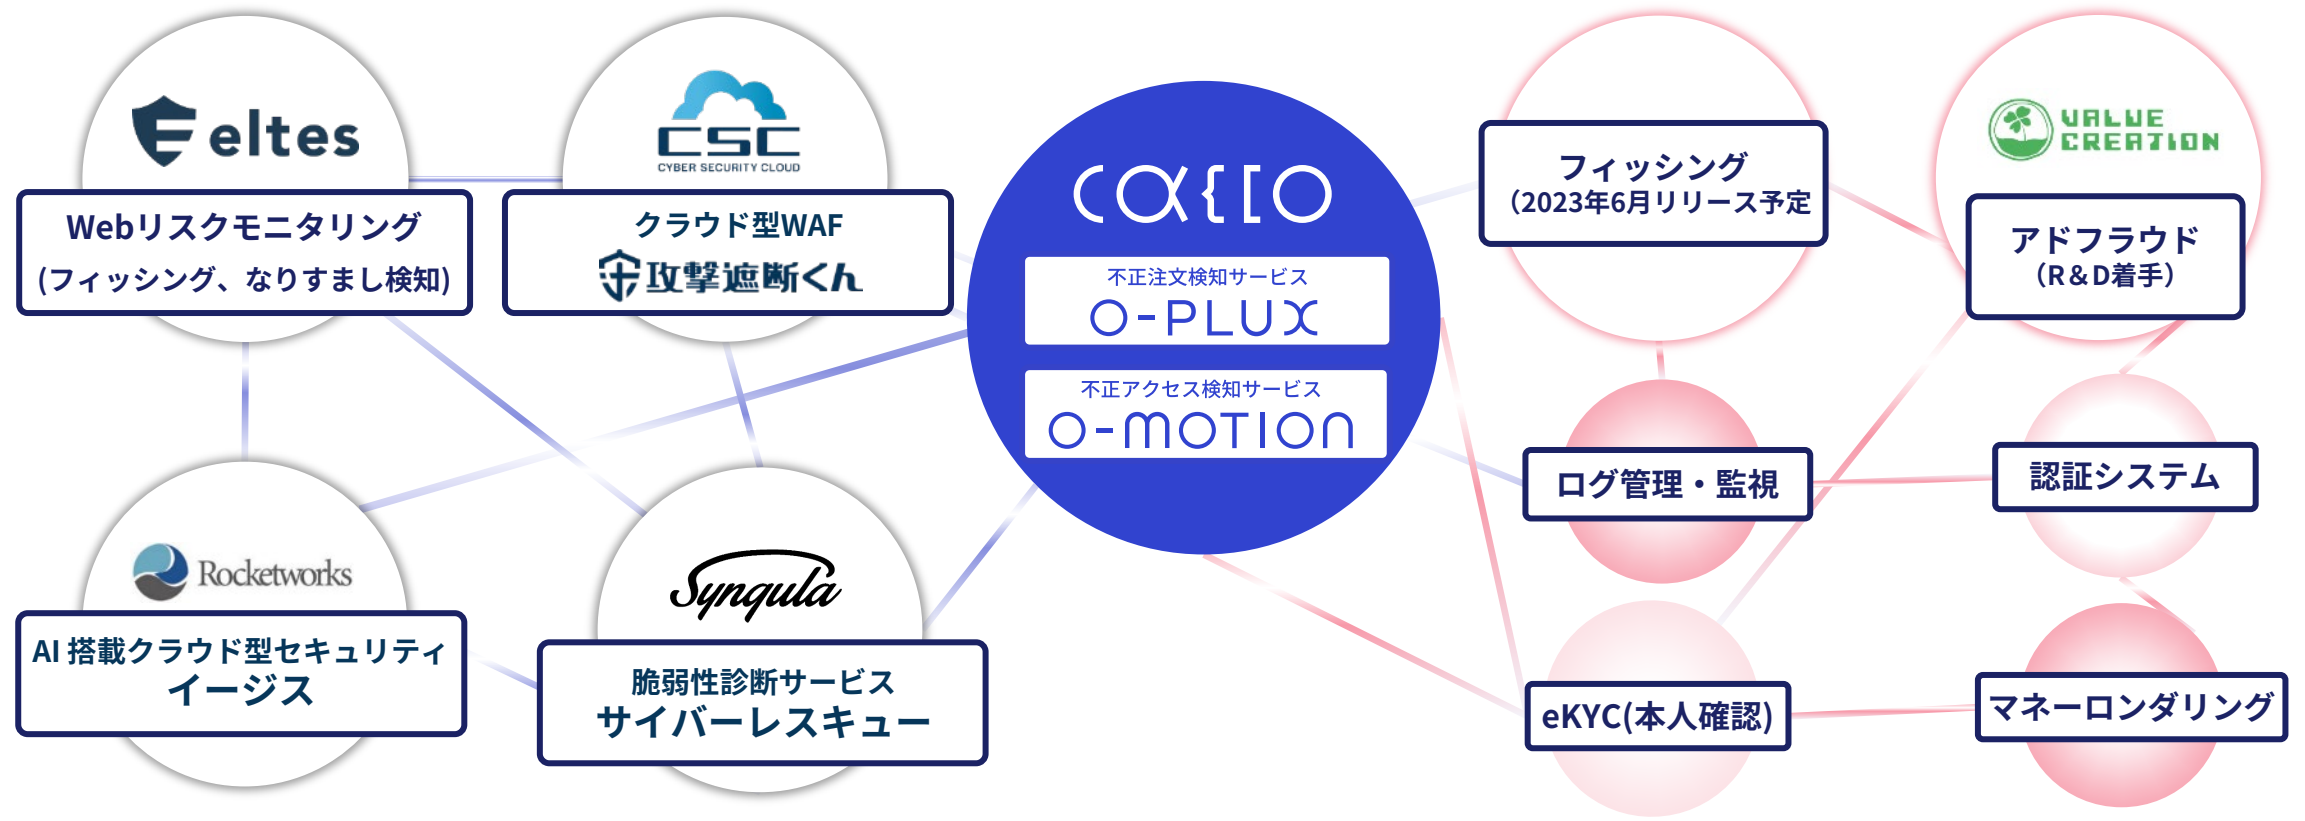 eltes
Webリスクモニタリング
(フィッシング、なりすまし検知)
CSC
CYBER SECURITY CLOUD
クラウド型WAF
攻撃遮断くん
Rocketworks
AI 搭載クラウド型セキュリティ
イージス
Syngula
脆弱性診断サービス
サイバーレスキュー
cacco
不正注文検知サービス
O-PLUX
不正アクセス検知サービス
O-MOTION
フィッシング
（2023年6月リリース予定
VALUE
CREATION
アドフラウド
（R＆D着手）
ログ管理・監視
認証システム
eKYC(本人確認)
マネーロンダリング